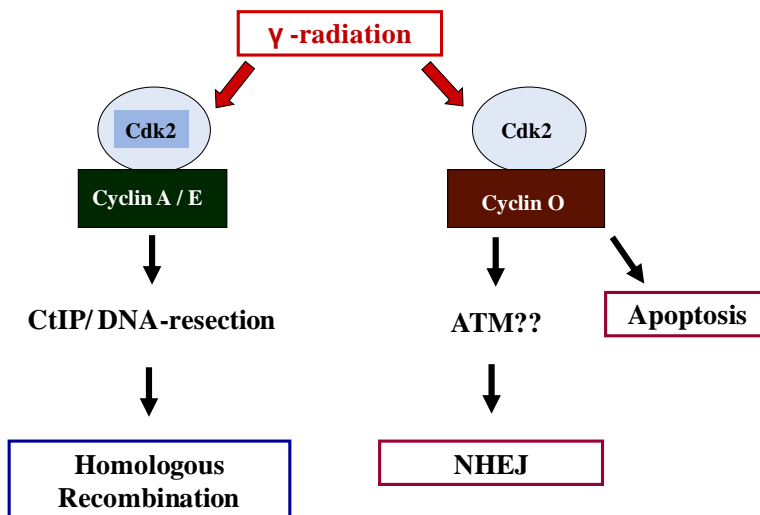 γ -radiation
Cdk2
Cdk2
Cyclin A / E
Cyclin O
CtIP/ DNA-resection
ATM??
Apoptosis
Homologous
Recombination
NHEJ